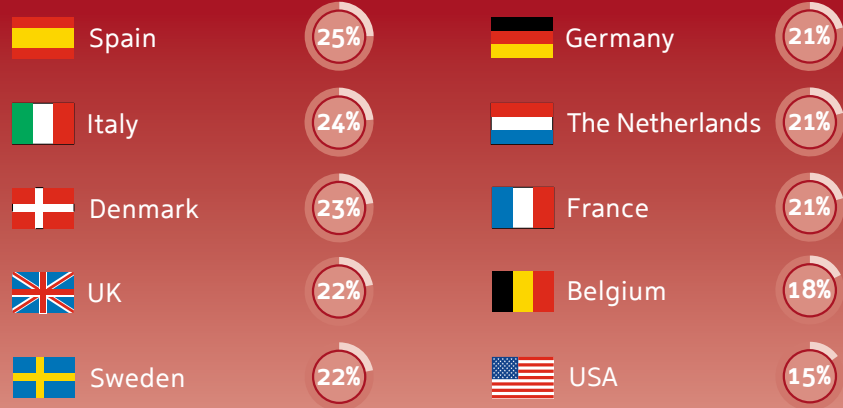 Spain 25%
Italy 24%
Denmark 23%
UK 22%
Sweden 22%
Germany 21%
The Netherlands 21%
France 21%
Belgium 18%
USA 15%